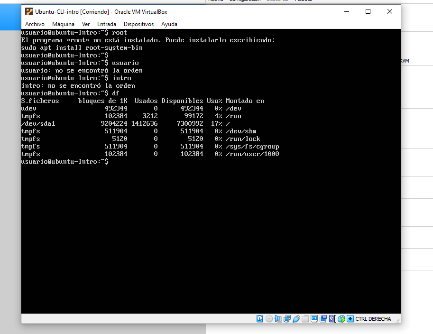 Ubuntu-CLI-intro [Corriendo] - Oracle VM VirtualBox
Archivo Máquina Ver Entrada Dispositivos Ayuda
usuario@ubuntu-intro:~$ root
El programa «root» no está instalado. Puede instalarlo escribiendo:
sudo apt install root-system-bin
usuario@ubuntu-intro:~$
usuario@ubuntu-intro:~$ usuario
usuario: no se encontró la orden
usuario@ubuntu-intro:~$ intro
intro: no se encontró la orden
usuario@ubuntu-intro:~$ df
S.ficheros bloques de 1K Usados Disponibles Uso% Montado en
udev 492344 0 492344 0% /dev
tmpfs 102384 3212 99172 4% /run
/dev/sda1 9204224 1412636 7300992 17% /
tmpfs 511904 0 511904 0% /dev/shm
tmpfs 5120 0 5120 0% /run/lock
tmpfs 511904 0 511904 0% /sys/fs/cgroup
tmpfs 102384 0 102384 0% /run/user/1000
usuario@ubuntu-intro:~$
CTRL DERECHA